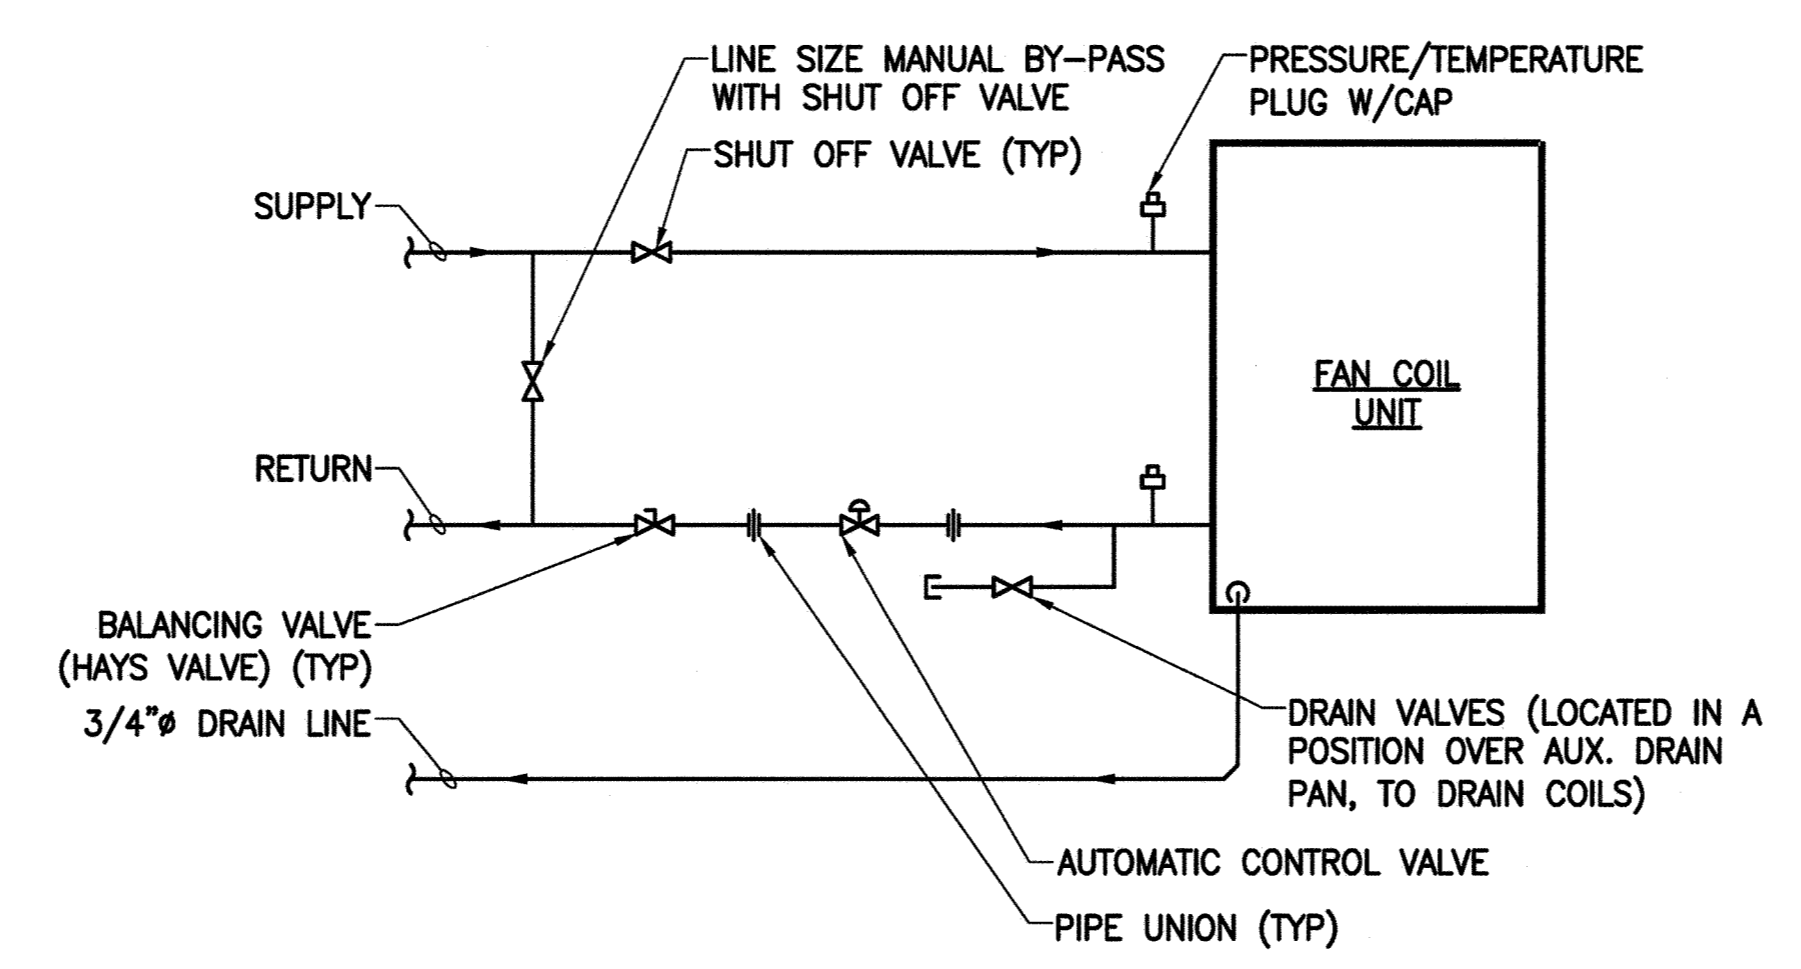 LINE SIZE MANUAL BY-PASS
WITH SHUT OFF VALVE
PRESSURE/TEMPERATURE
PLUG W/CAP
SHUT OFF VALVE (TYP)
SUPPLY
FAN COIL
UNIT
RETURN
BALANCING VALVE
(HAYS VALVE) (TYP)
3/4"ø DRAIN LINE
DRAIN VALVES (LOCATED IN A
POSITION OVER AUX. DRAIN
PAN, TO DRAIN COILS)
AUTOMATIC CONTROL VALVE
PIPE UNION (TYP)